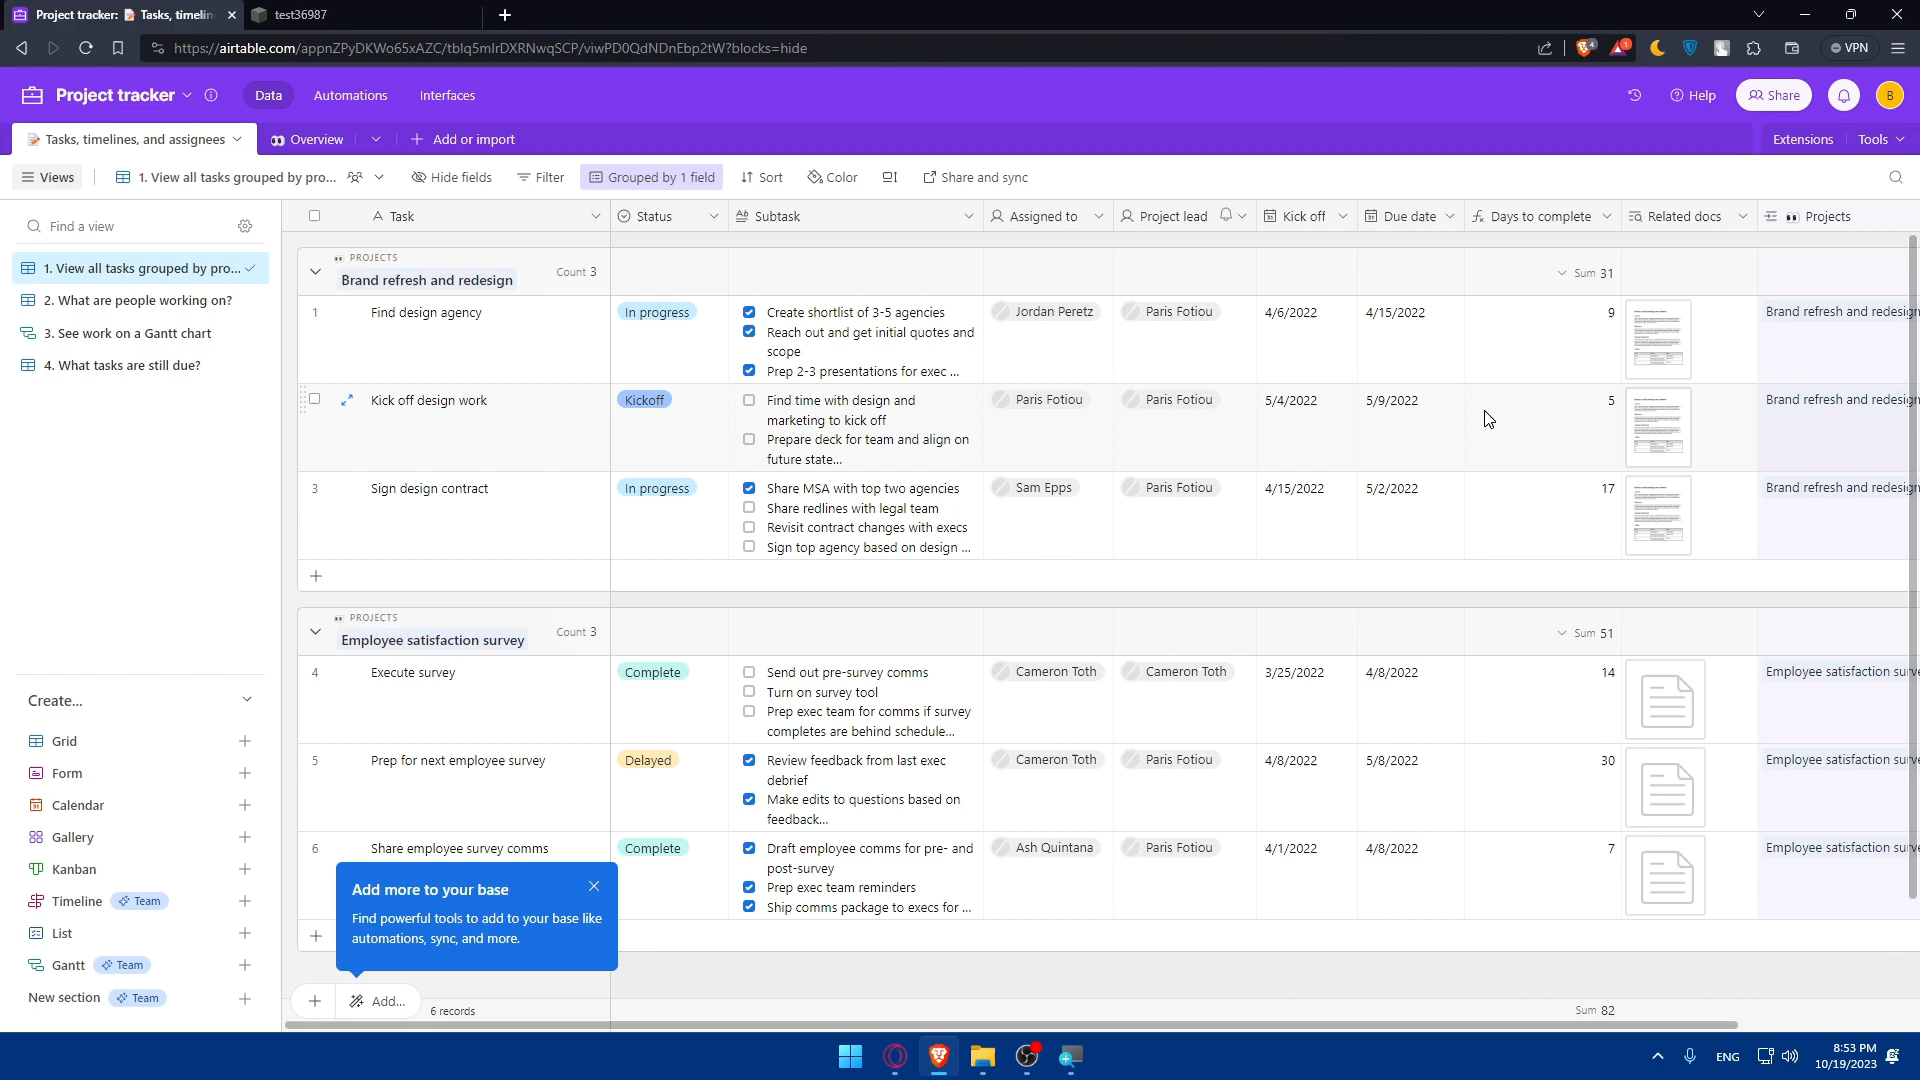 Project tracker: 📝 Tasks, timelin
test36987
https://airtable.com/appnZPyDKWo65xAZC/tblq5mIrDXRNwqSCP/viwPD0QdNDnEbp2tW?blocks=hide
VPN
Project tracker
Data
Automations
Interfaces
Help
Share
B
Tasks, timelines, and assignees
Overview
Add or import
Extensions
Tools
Views
1. View all tasks grouped by pro...
Hide fields
Filter
Grouped by 1 field
Sort
Color
Share and sync
Find a view
1. View all tasks grouped by pro...
2. What are people working on?
3. See work on a Gantt chart
4. What tasks are still due?
Create...
Grid
Form
Calendar
Gallery
Kanban
Timeline Team
List
Gantt Team
New section Team
Task
Status
Subtask
Assigned to
Project lead
Kick off
Due date
Days to complete
Related docs
Projects
PROJECTS
Brand refresh and redesign
Count 3
Sum 31
1
Find design agency
In progress
Create shortlist of 3-5 agencies
Reach out and get initial quotes and
scope
Prep 2-3 presentations for exec ...
Jordan Peretz
Paris Fotiou
4/6/2022
4/15/2022
9
Brand refresh and redesign
Kick off design work
Kickoff
Find time with design and
marketing to kick off
Prepare deck for team and align on
future state...
Paris Fotiou
Paris Fotiou
5/4/2022
5/9/2022
5
Brand refresh and redesign
3
Sign design contract
In progress
Share MSA with top two agencies
Share redlines with legal team
Revisit contract changes with execs
Sign top agency based on design ...
Sam Epps
Paris Fotiou
4/15/2022
5/2/2022
17
Brand refresh and redesign
PROJECTS
Employee satisfaction survey
Count 3
Sum 51
4
Execute survey
Complete
Send out pre-survey comms
Turn on survey tool
Prep exec team for comms if survey
completes are behind schedule...
Cameron Toth
Cameron Toth
3/25/2022
4/8/2022
14
Employee satisfaction surve
5
Prep for next employee survey
Delayed
Review feedback from last exec
debrief
Make edits to questions based on
feedback...
Cameron Toth
Paris Fotiou
4/8/2022
5/8/2022
30
Employee satisfaction surve
6
Share employee survey comms
Complete
Draft employee comms for pre- and
post-survey
Prep exec team reminders
Ship comms package to execs for ...
Ash Quintana
Paris Fotiou
4/1/2022
4/8/2022
7
Employee satisfaction surve
Add more to your base
Find powerful tools to add to your base like
automations, sync, and more.
Add...
6 records
Sum 82
ENG
8:53 PM
10/19/2023